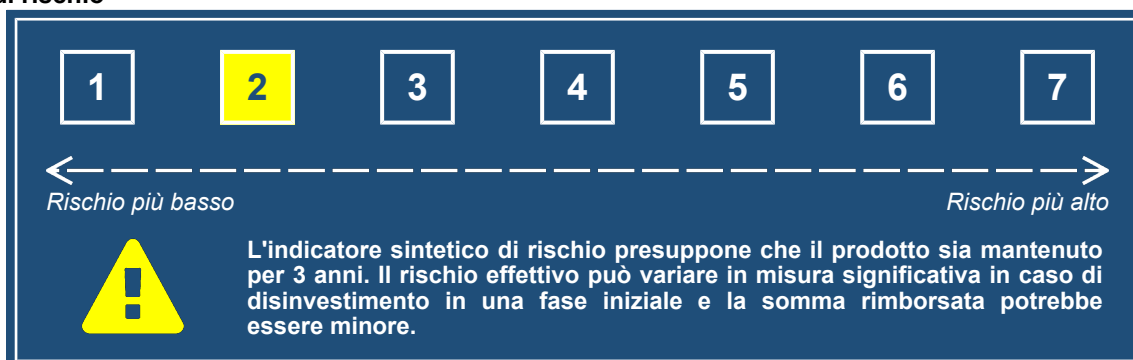 di rischio
1 2 3 4 5 6 7
Rischio più basso Rischio più alto
L'indicatore sintetico di rischio presuppone che il prodotto sia mantenuto
per 3 anni. Il rischio effettivo può variare in misura significativa in caso di
disinvestimento in una fase iniziale e la somma rimborsata potrebbe
essere minore.